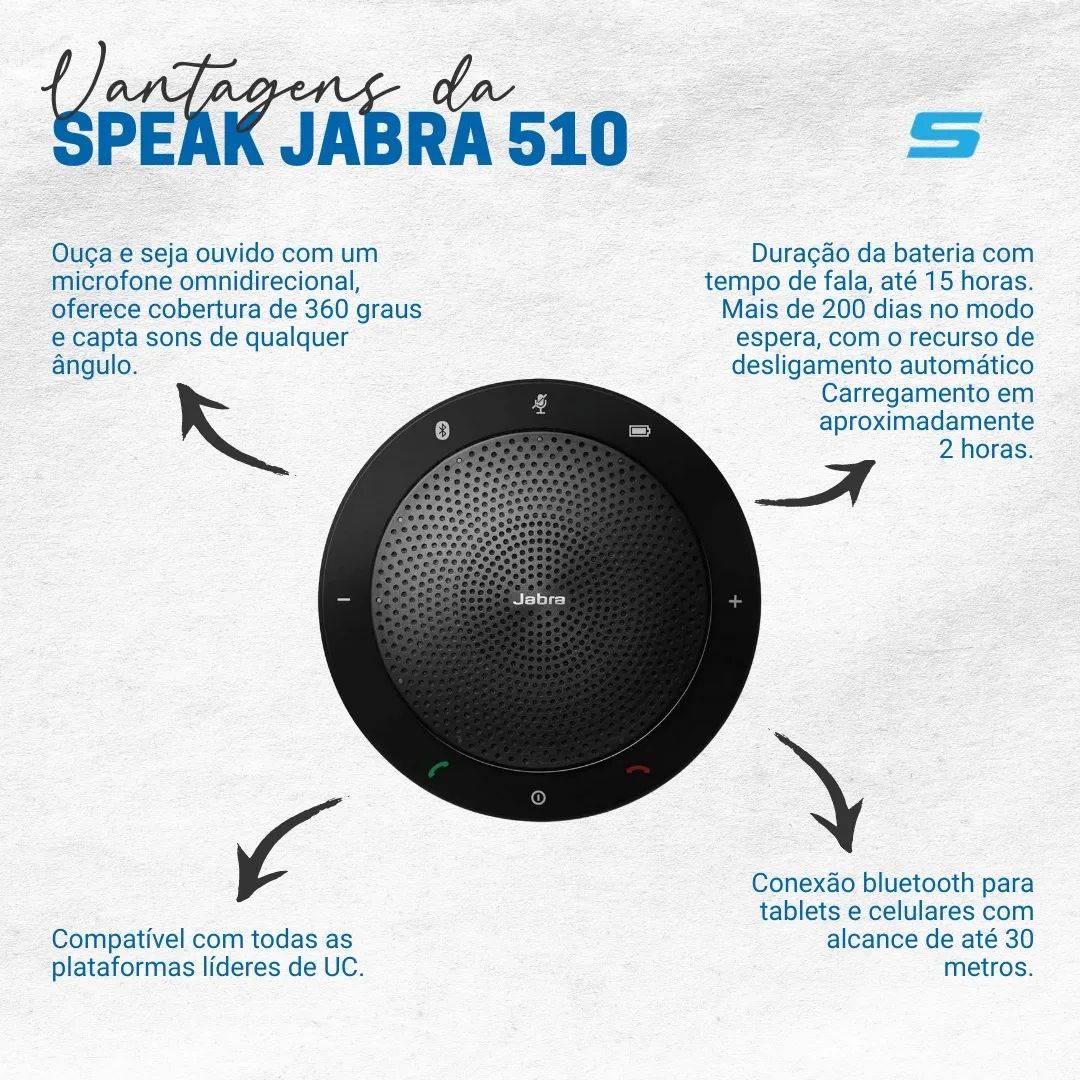 Vantagens da
SPEAK JABRA 510
S
Ouça e seja ouvido com um
microfone omnidirecional,
oferece cobertura de 360 graus
e capta sons de qualquer
ângulo.
Duração da bateria com
tempo de fala, até 15 horas.
Mais de 200 dias no modo
espera, com o recurso de
desligamento automático
Carregamento em
aproximadamente
2 horas.
Jabra
Compatível com todas as
plataformas líderes de UC.
Conexão bluetooth para
tablets e celulares com
alcance de até 30
metros.